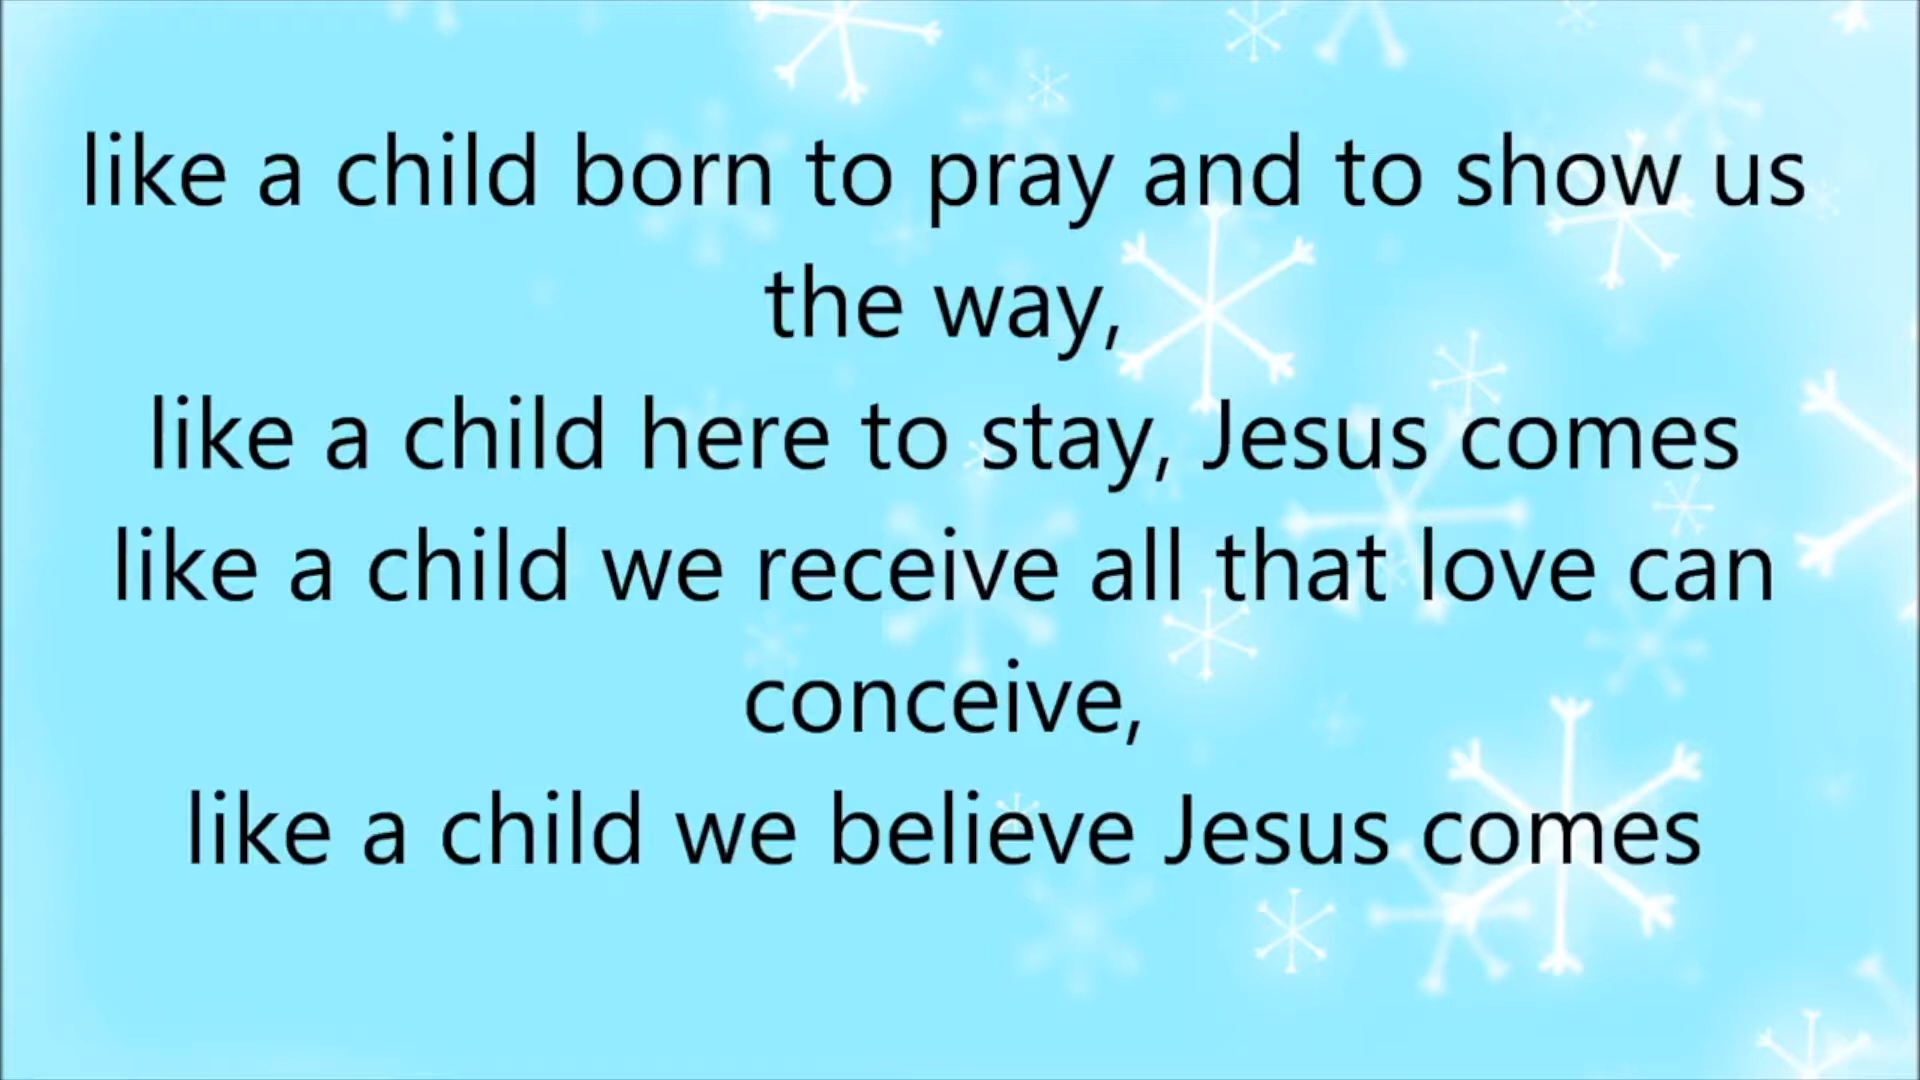 like a child born to pray and to show us
the way,
like a child here to stay, Jesus comes
like a child we receive all that love can
conceive,
like a child we believe Jesus comes